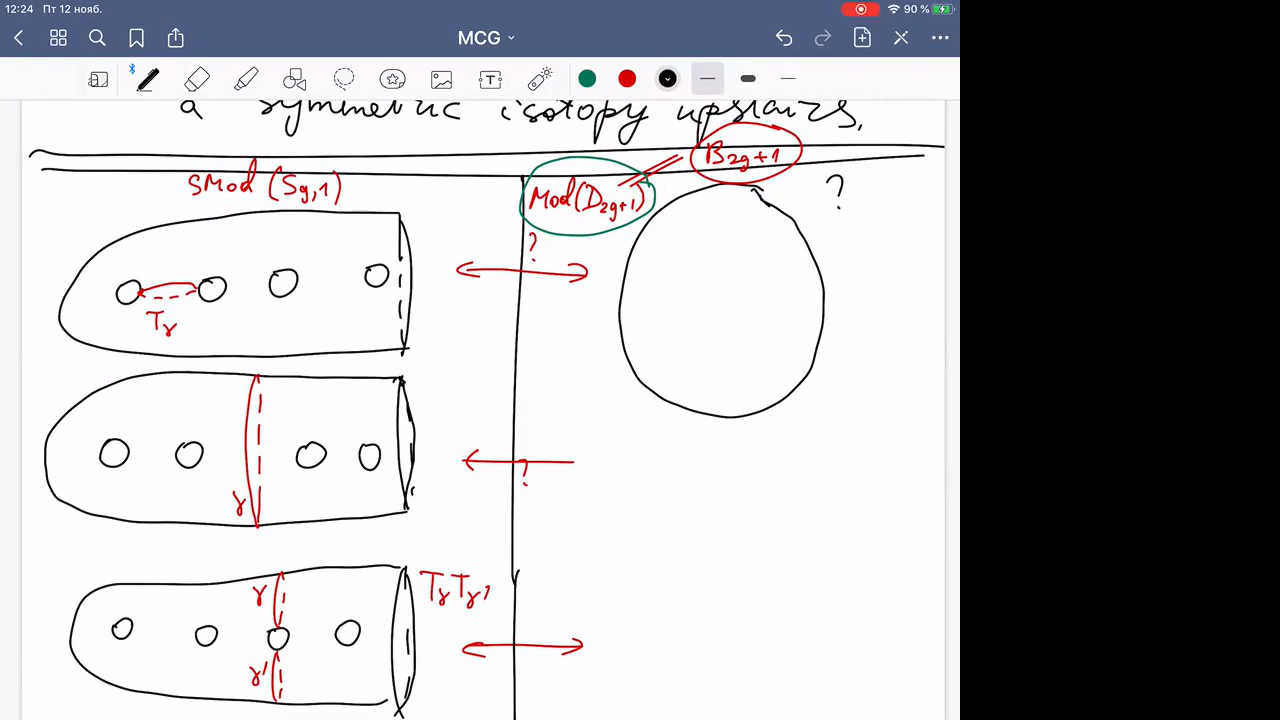 12:24 Пт 12 нояб.
90 %
MCG
T
a symmetric isotopy upstairs.
B2g+1
SMod (Sg,1)
Mod(D2g+1)
?
?
Tγ
γ
?
γ
TγTγ'
γ'